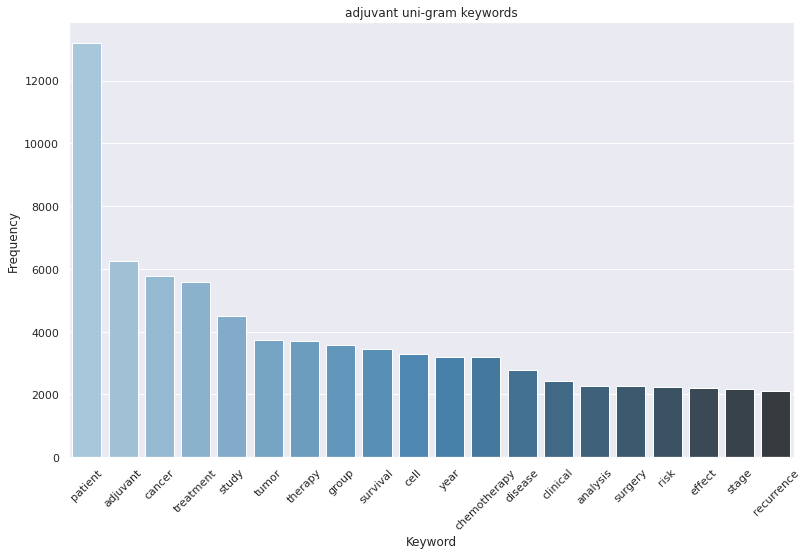 adjuvant uni-gram keywords
Frequency
12000
10000
8000
6000
4000
2000
0
patient
adjuvant
cancer
treatment
study
tumor
therapy
group
survival
cell
year
chemotherapy
disease
clinical
analysis
surgery
risk
effect
stage
recurrence
Keyword